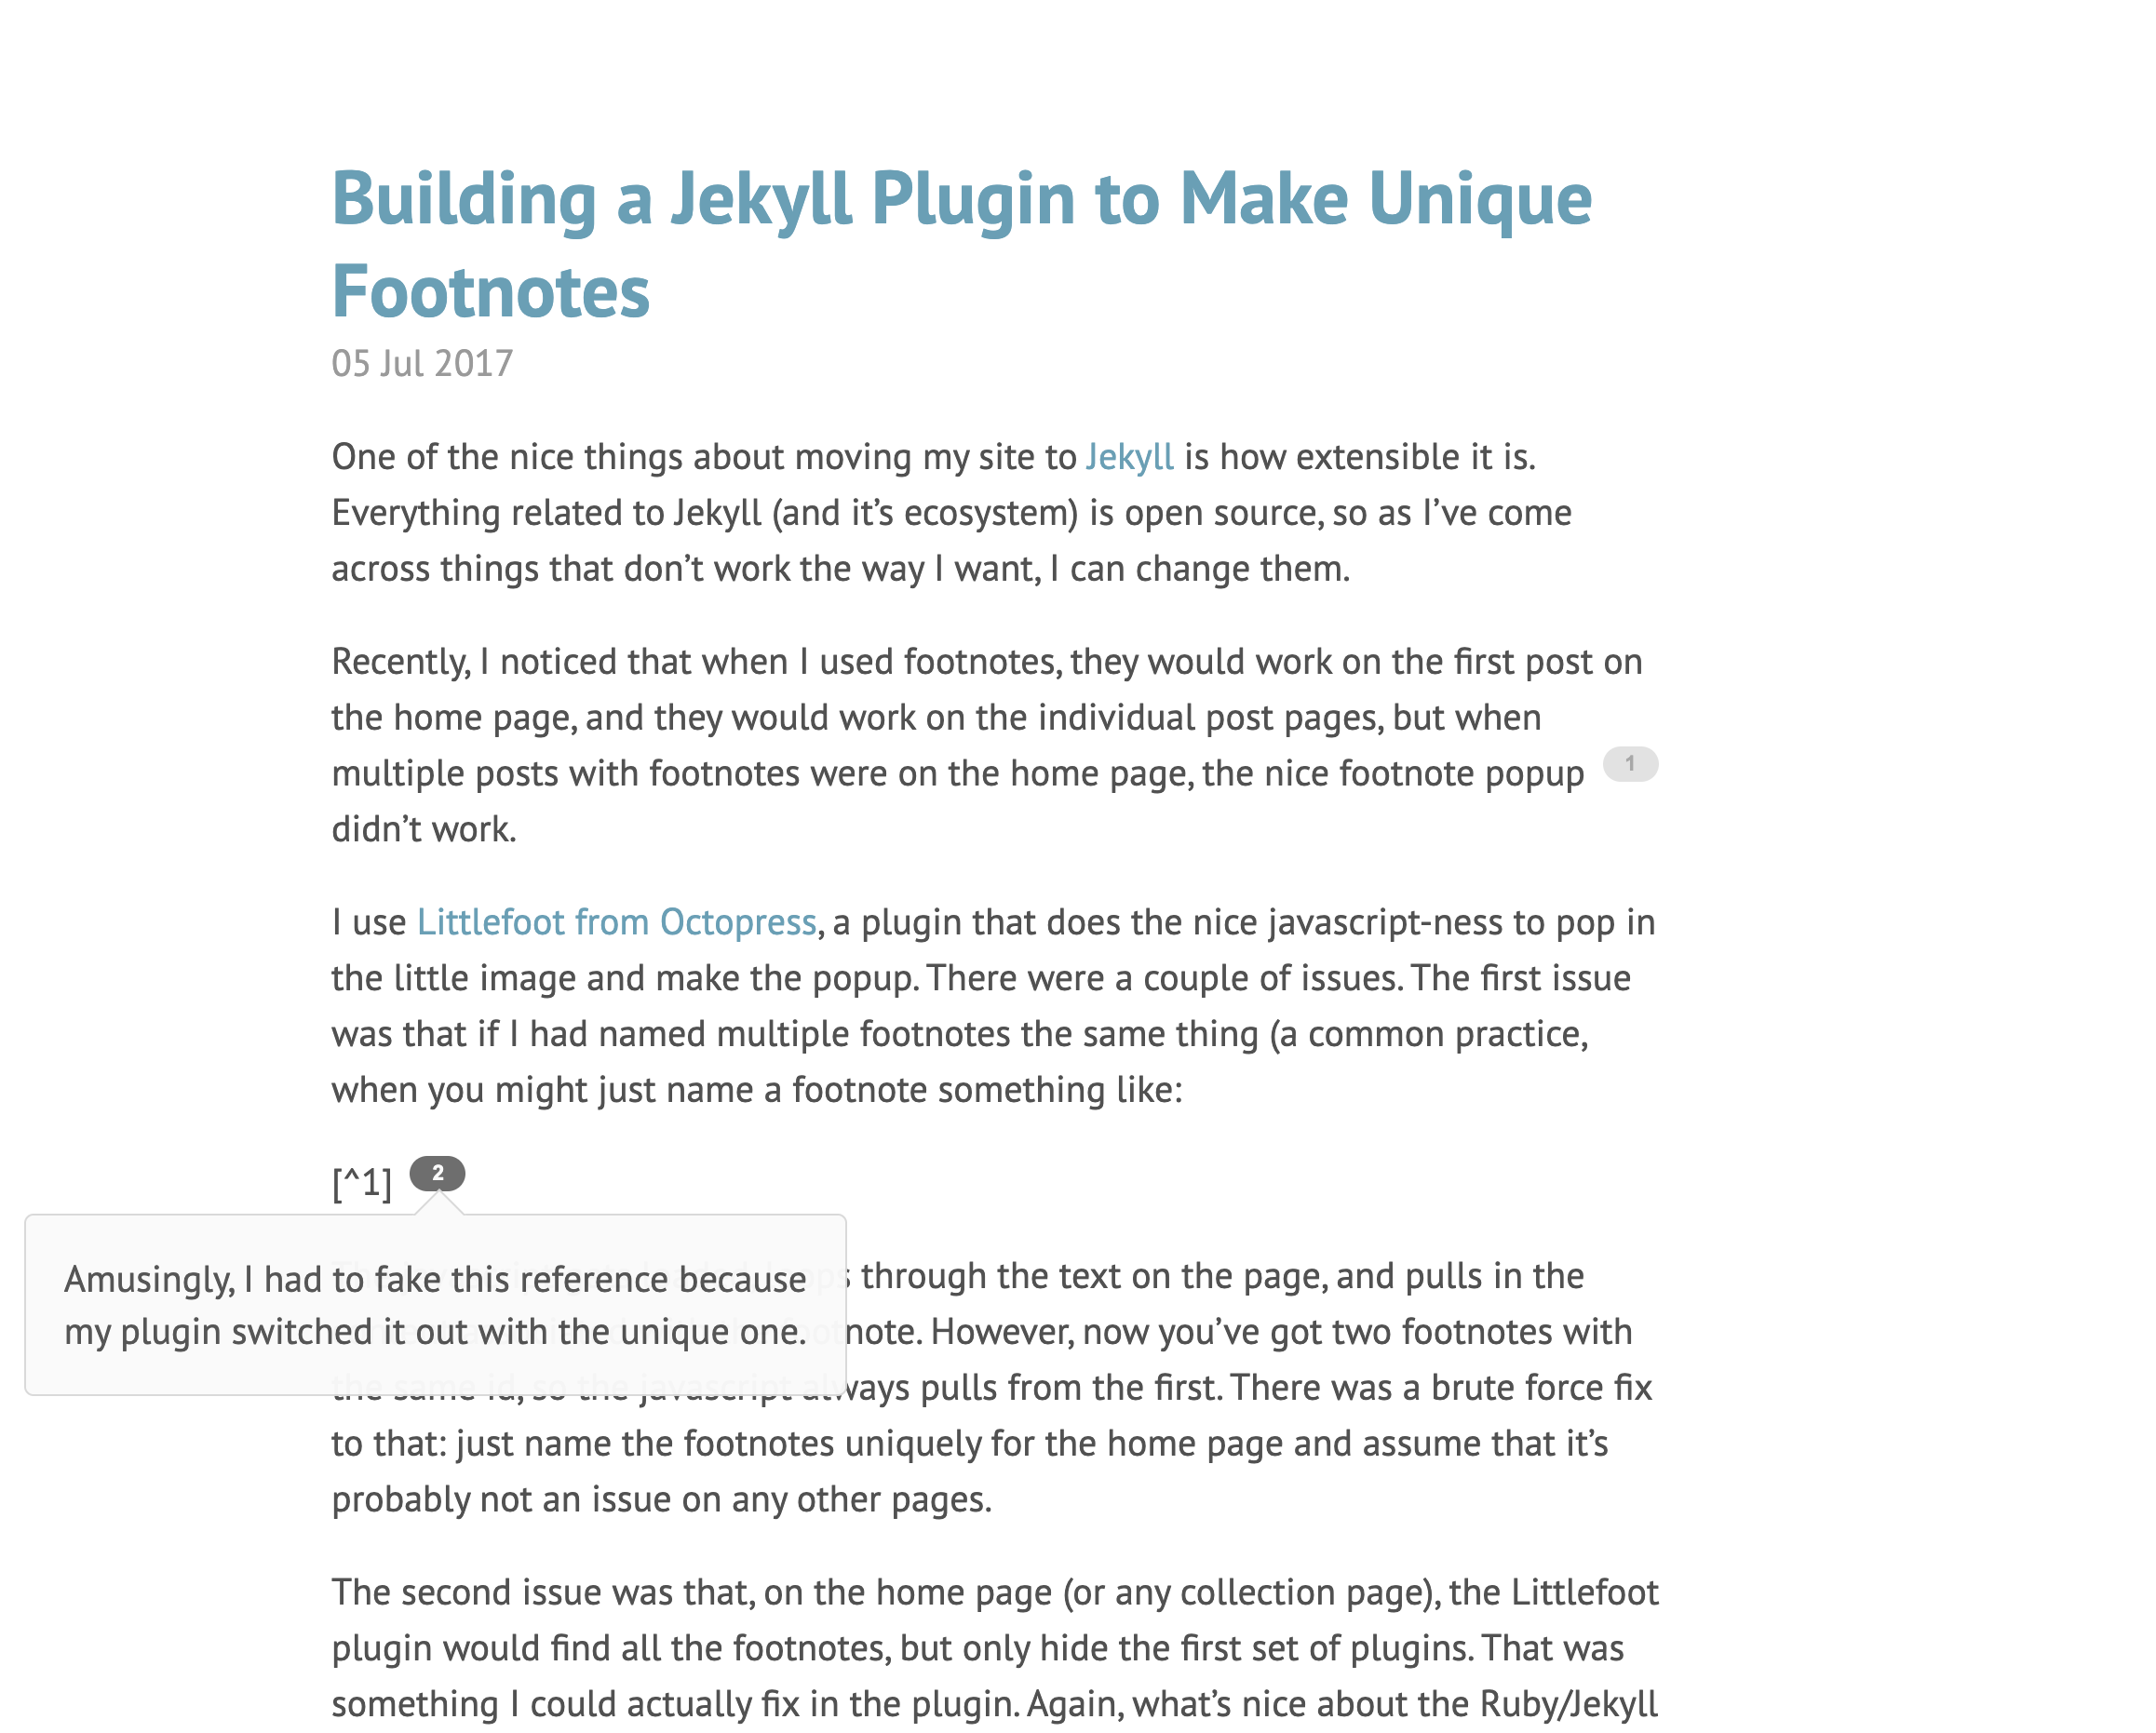 Building a Jekyll Plugin to Make Unique
Footnotes
05 Jul 2017
One of the nice things about moving my site to Jekyll is how extensible it is.
Everything related to Jekyll (and it’s ecosystem) is open source, so as I’ve come
across things that don’t work the way I want, I can change them.
Recently, I noticed that when I used footnotes, they would work on the first post on
the home page, and they would work on the individual post pages, but when
multiple posts with footnotes were on the home page, the nice footnote popup 1
didn’t work.
I use Littlefoot from Octopress, a plugin that does the nice javascript-ness to pop in
the little image and make the popup. There were a couple of issues. The first issue
was that if I had named multiple footnotes the same thing (a common practice,
when you might just name a footnote something like:
[^1] 2
Amusingly, I had to fake this reference because
my plugin switched it out with the unique one.
through the text on the page, and pulls in the
note. However, now you’ve got two footnotes with
the same id, so the javascript always pulls from the first. There was a brute force fix
to that: just name the footnotes uniquely for the home page and assume that it’s
probably not an issue on any other pages.
The second issue was that, on the home page (or any collection page), the Littlefoot
plugin would find all the footnotes, but only hide the first set of plugins. That was
something I could actually fix in the plugin. Again, what’s nice about the Ruby/Jekyll